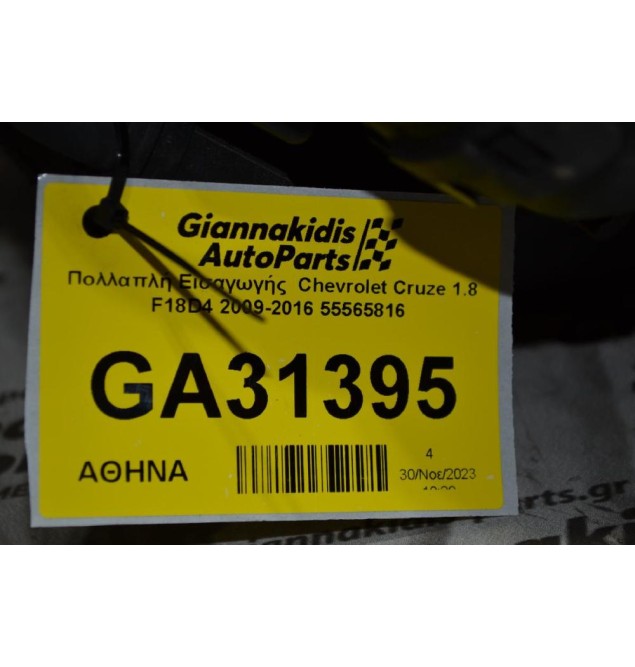 Giannakidis
AutoParts
Πολλαπλή Εισαγωγής Chevrolet Cruze 1.8
F18D4 2009-2016 55565816
GA31395
ΑΘΗΝΑ
4
30/Νοε/2023